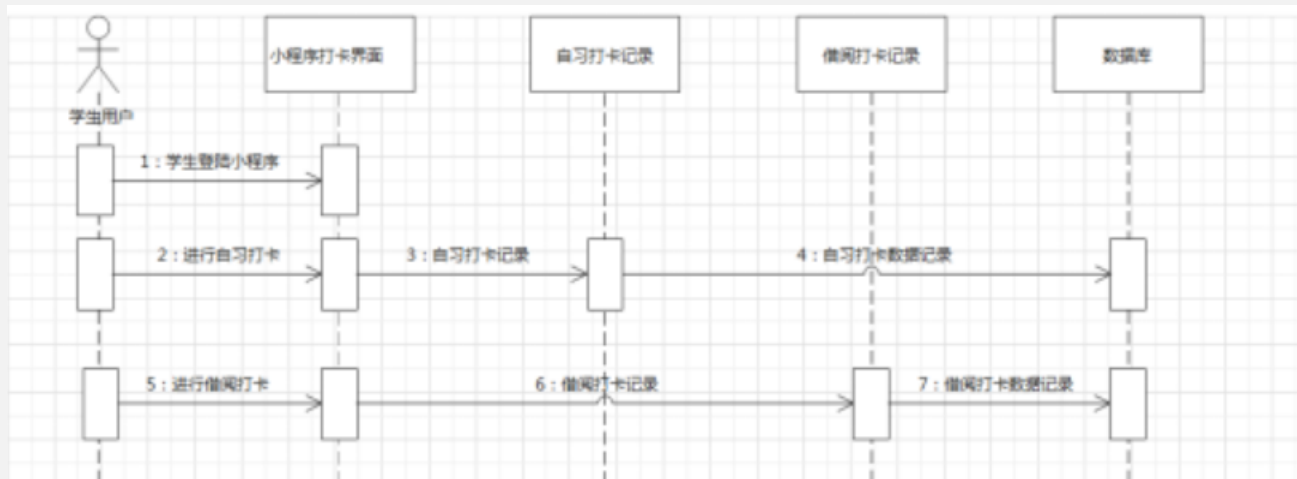 小程序打卡界面
自习打卡记录
借阅打卡记录
数据库
学生用户
1：学生登陆小程序
2：进行自习打卡
3：自习打卡记录
4：自习打卡数据记录
5：进行借阅打卡
6：借阅打卡记录
7：借阅打卡数据记录